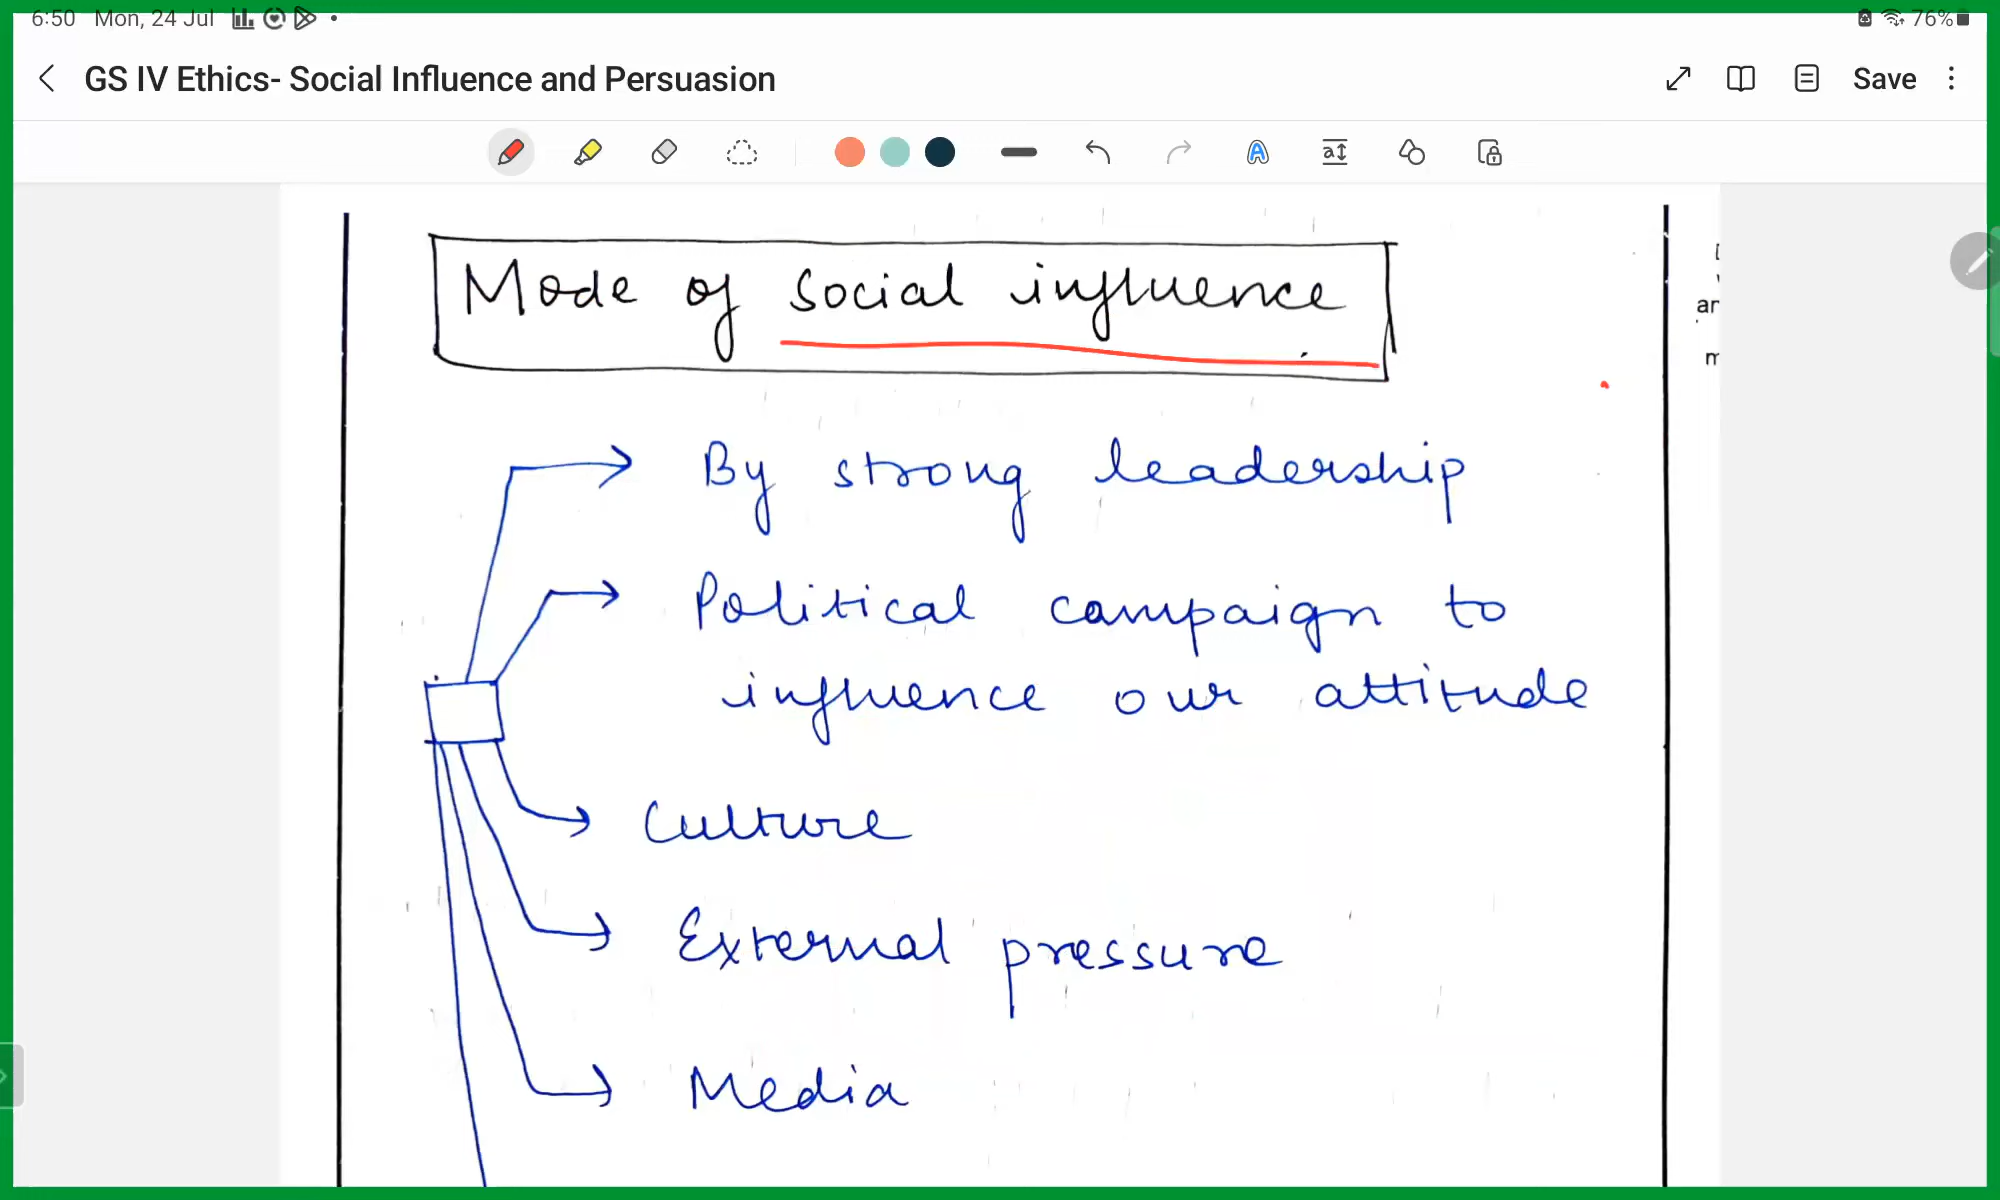 6:50 Mon, 24 Jul
76%
GS IV Ethics- Social Influence and Persuasion
Save
Mode of social influence
ar
m
By strong leadership
Political campaign to
influence our attitude
Culture
External pressure
Media